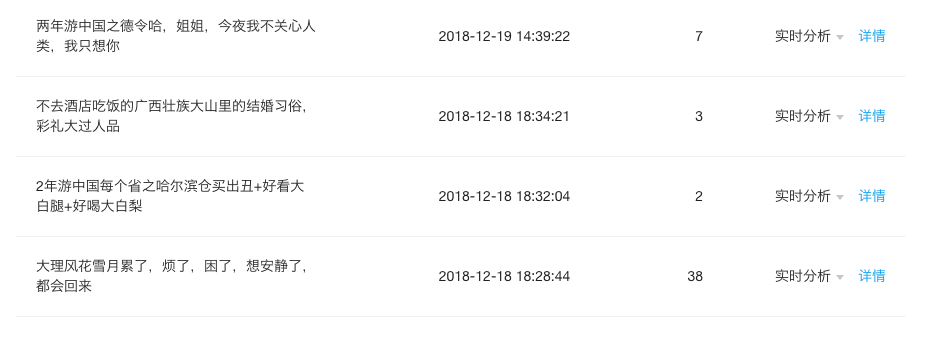 两年游中国之德令哈，姐姐，今夜我不关心人
类，我只想你
2018-12-19 14:39:22
7
实时分析
详情
不去酒店吃饭的广西壮族大山里的结婚习俗，
彩礼大过人品
2018-12-18 18:34:21
3
实时分析
详情
2年游中国每个省之哈尔滨仓买出丑+好看大
白腿+好喝大白梨
2018-12-18 18:32:04
2
实时分析
详情
大理风花雪月累了，烦了，困了，想安静了，
都会回来
2018-12-18 18:28:44
38
实时分析
详情